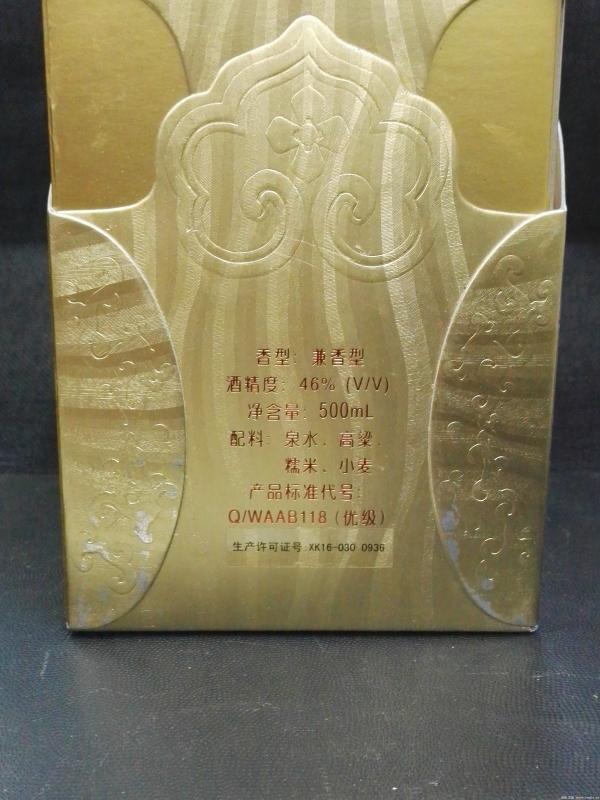 香型：兼香型
酒精度：46% (V/V)
净含量：500mL
配料：泉水、高粱、
糯米、小麦
产品标准代号：
Q/WAAB118（优级）
生产许可证号:XK16-030 0936